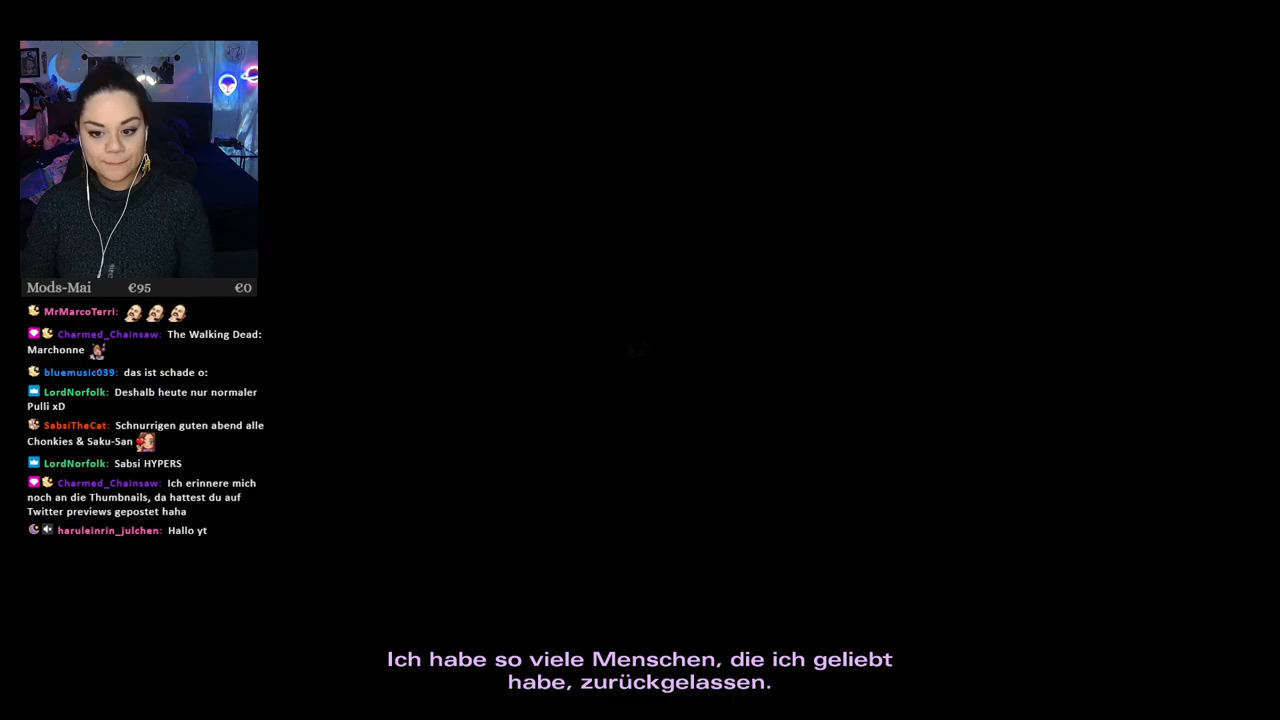 Mods-Mai €95 €0
MrMarcoTerri:
Charmed_Chainsaw: The Walking Dead:
Marchonne
bluemusic039: das ist schade o:
LordNorfolk: Deshalb heute nur normaler
Pulli xD
SabsiTheCat: Schnurrigen guten abend alle
Chonkies & Saku-San
LordNorfolk: Sabsi HYPERS
Charmed_Chainsaw: Ich erinnere mich
noch an die Thumbnails, da hattest du auf
Twitter previews gepostet haha
haruleinrin_julchen: Hallo yt
Ich habe so viele Menschen, die ich geliebt
habe, zurückgelassen.